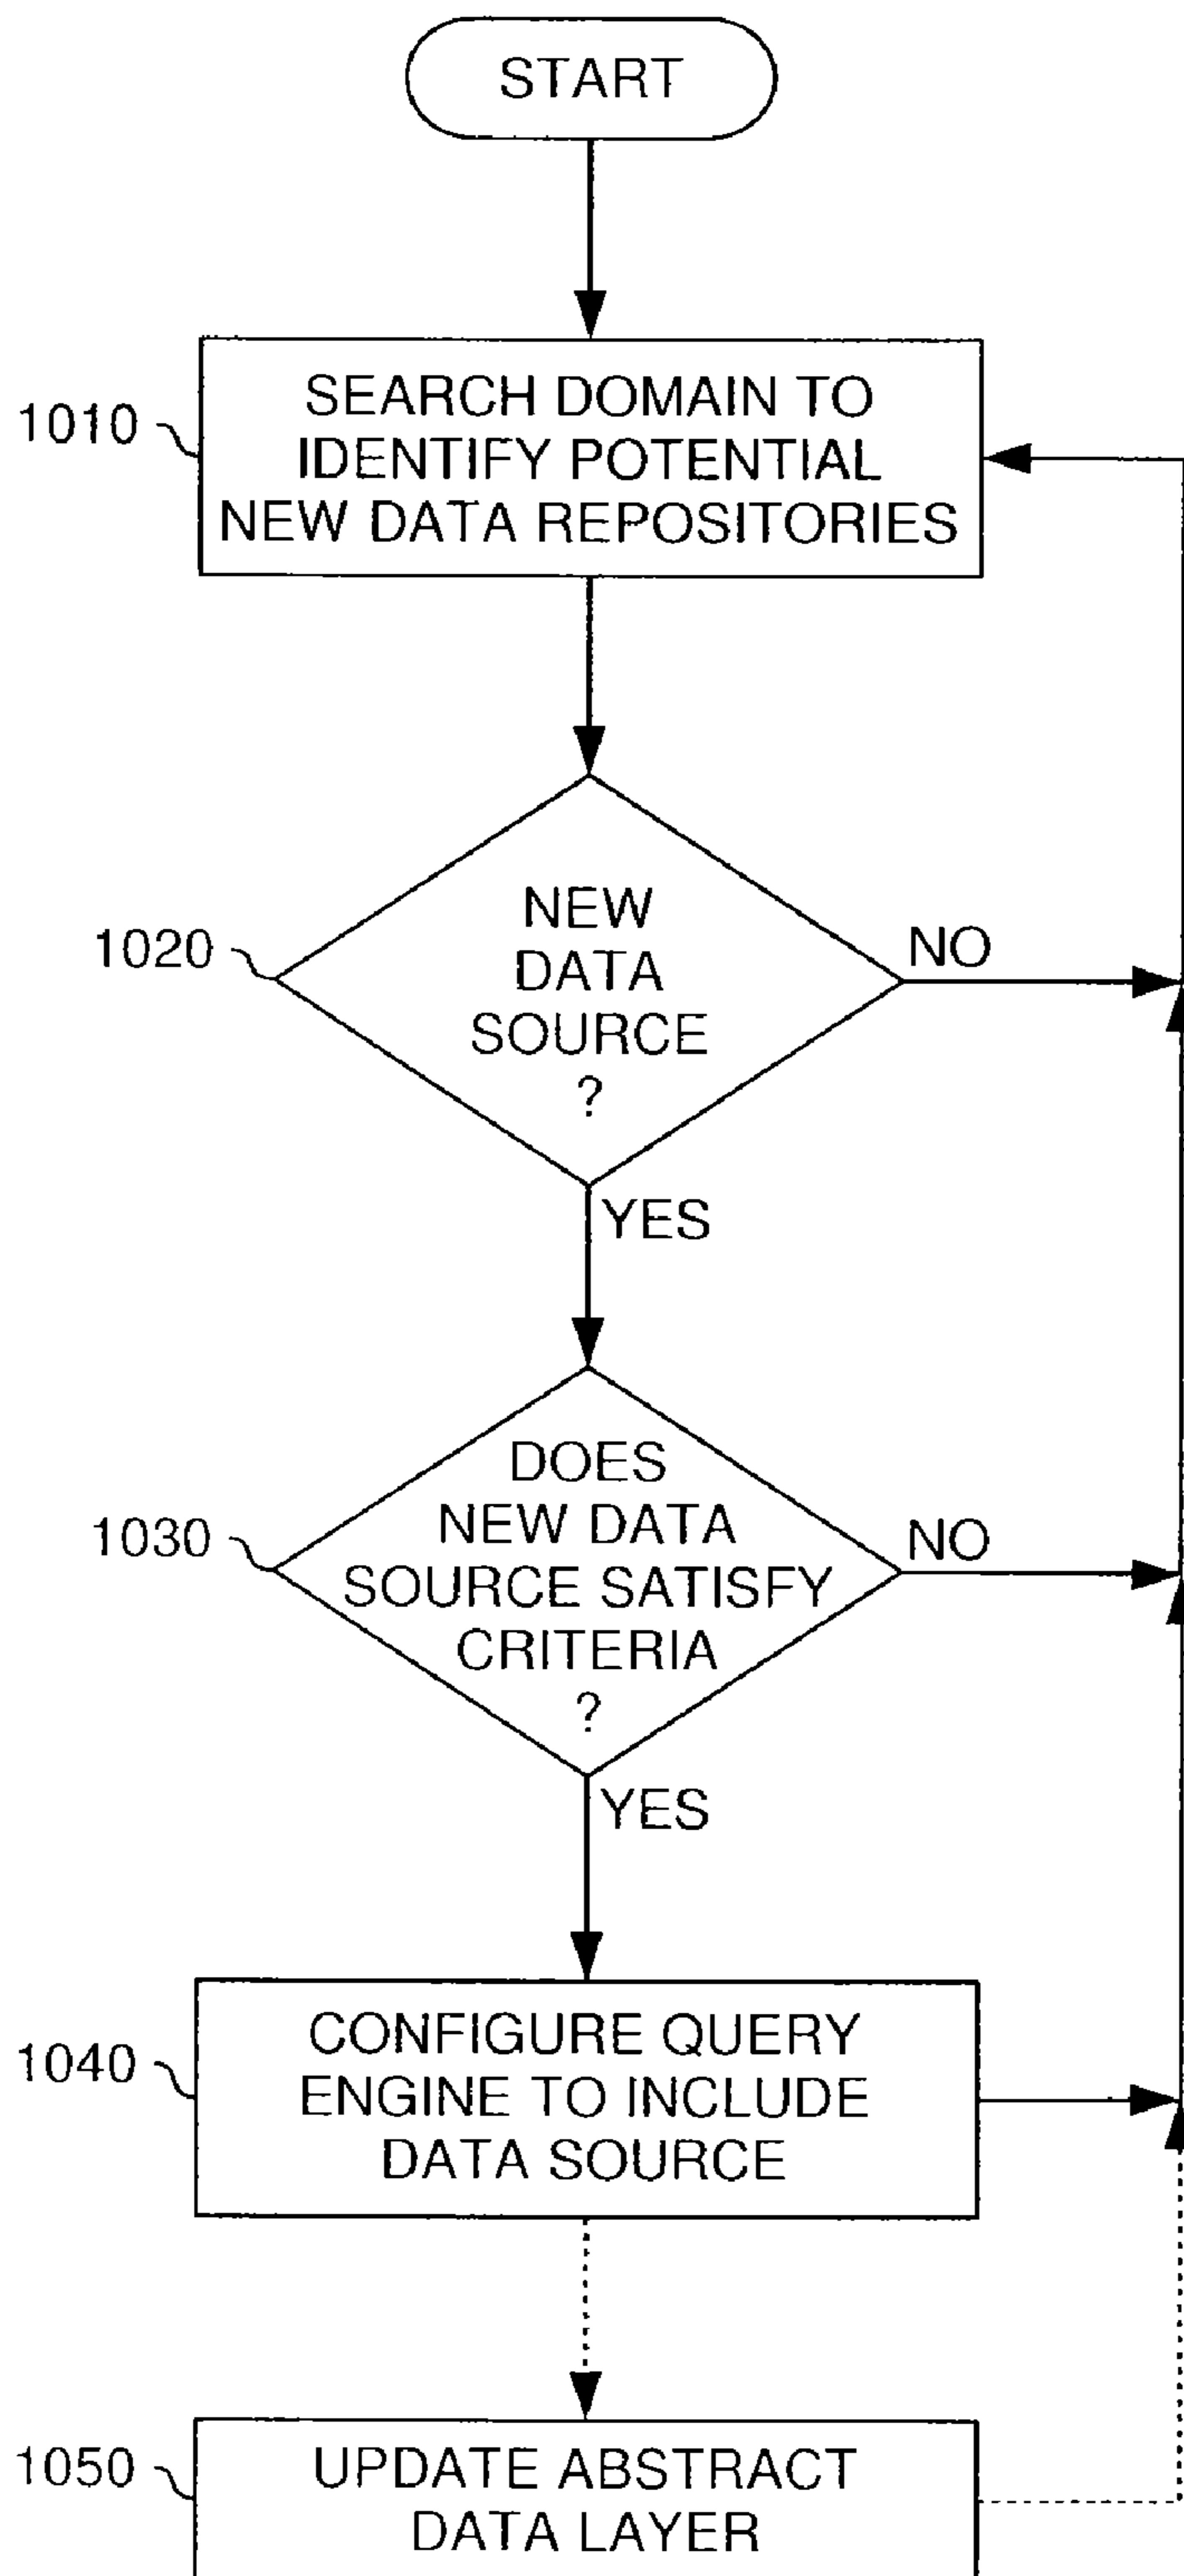 START
1010
SEARCH DOMAIN TO
IDENTIFY POTENTIAL
NEW DATA REPOSITORIES
1020
NEW
DATA
SOURCE
?
NO
YES
1030
DOES
NEW DATA
SOURCE SATISFY
CRITERIA
?
NO
YES
1040
CONFIGURE QUERY
ENGINE TO INCLUDE
DATA SOURCE
1050
UPDATE ABSTRACT
DATA LAYER